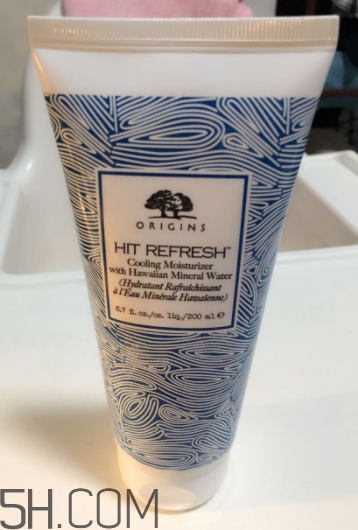 ORIGINS
HIT REFRESH™
Cooling Moisturizer
with Hawaiian Mineral Water
(Hydratant Rafraîchissant
à l'Eau Minérale Hawaïenne)
6.7 fl.oz./oz. liq./200 ml ℮
5H.COM